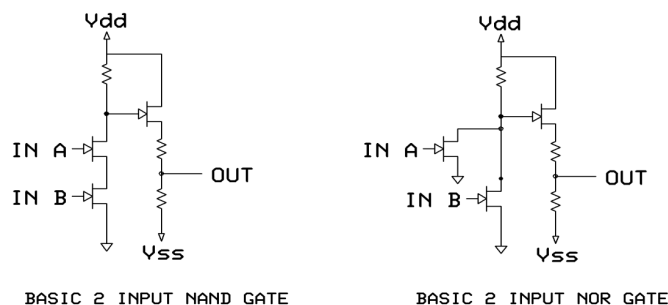 Vdd
IN A
IN B
OUT
Vss
BASIC 2 INPUT NAND GATE
Vdd
IN A
IN B
OUT
Vss
BASIC 2 INPUT NOR GATE